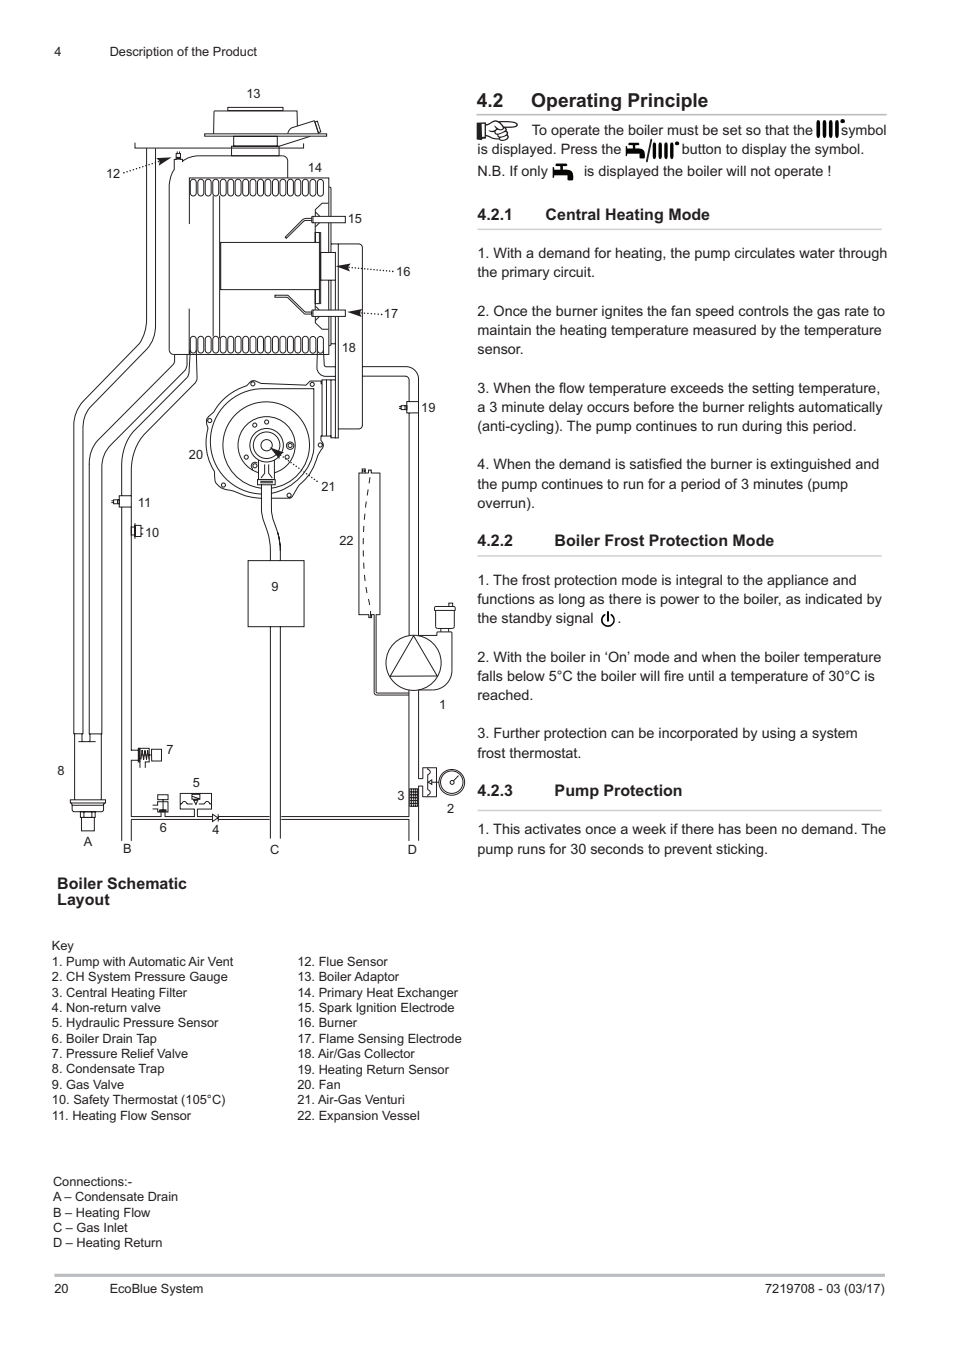 4 Description of the Product
13
12
14
15
16
17
18
19
20
21
11
10
22
9
1
7
8
5
3
2
6
4
A
B
C
D
Boiler Schematic
Layout
Key
1. Pump with Automatic Air Vent
2. CH System Pressure Gauge
3. Central Heating Filter
4. Non-return valve
5. Hydraulic Pressure Sensor
6. Boiler Drain Tap
7. Pressure Relief Valve
8. Condensate Trap
9. Gas Valve
10. Safety Thermostat (105°C)
11. Heating Flow Sensor
12. Flue Sensor
13. Boiler Adaptor
14. Primary Heat Exchanger
15. Spark Ignition Electrode
16. Burner
17. Flame Sensing Electrode
18. Air/Gas Collector
19. Heating Return Sensor
20. Fan
21. Air-Gas Venturi
22. Expansion Vessel
Connections:-
A – Condensate Drain
B – Heating Flow
C – Gas Inlet
D – Heating Return
4.2 Operating Principle
To operate the boiler must be set so that the symbol
is displayed. Press the / button to display the symbol.
N.B. If only is displayed the boiler will not operate !
4.2.1 Central Heating Mode
1. With a demand for heating, the pump circulates water through
the primary circuit.
2. Once the burner ignites the fan speed controls the gas rate to
maintain the heating temperature measured by the temperature
sensor.
3. When the flow temperature exceeds the setting temperature,
a 3 minute delay occurs before the burner relights automatically
(anti-cycling). The pump continues to run during this period.
4. When the demand is satisfied the burner is extinguished and
the pump continues to run for a period of 3 minutes (pump
overrun).
4.2.2 Boiler Frost Protection Mode
1. The frost protection mode is integral to the appliance and
functions as long as there is power to the boiler, as indicated by
the standby signal .
2. With the boiler in ‘On’ mode and when the boiler temperature
falls below 5°C the boiler will fire until a temperature of 30°C is
reached.
3. Further protection can be incorporated by using a system
frost thermostat.
4.2.3 Pump Protection
1. This activates once a week if there has been no demand. The
pump runs for 30 seconds to prevent sticking.
20 EcoBlue System 7219708 - 03 (03/17)